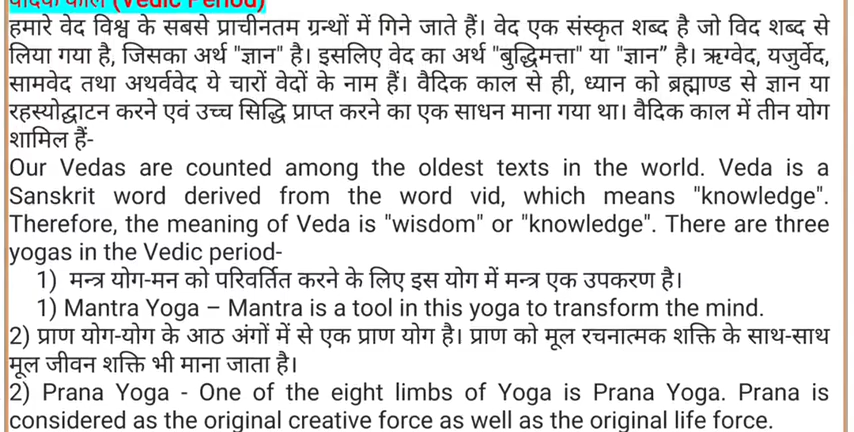 वैदिक काल (Vedic Period)
हमारे वेद विश्व के सबसे प्राचीनतम ग्रन्थों में गिने जाते हैं। वेद एक संस्कृत शब्द है जो विद शब्द से
लिया गया है, जिसका अर्थ "ज्ञान" है। इसलिए वेद का अर्थ "बुद्धिमत्ता" या "ज्ञान” है। ऋग्वेद, यजुर्वेद,
सामवेद तथा अथर्ववेद ये चारों वेदों के नाम हैं। वैदिक काल से ही, ध्यान को ब्रह्माण्ड से ज्ञान या
रहस्योद्घाटन करने एवं उच्च सिद्धि प्राप्त करने का एक साधन माना गया था। वैदिक काल में तीन योग
शामिल हैं-
Our Vedas are counted among the oldest texts in the world. Veda is a
Sanskrit word derived from the word vid, which means "knowledge".
Therefore, the meaning of Veda is "wisdom" or "knowledge". There are three
yogas in the Vedic period-
1) मन्त्र योग-मन को परिवर्तित करने के लिए इस योग में मन्त्र एक उपकरण है।
1) Mantra Yoga – Mantra is a tool in this yoga to transform the mind.
2) प्राण योग-योग के आठ अंगों में से एक प्राण योग है। प्राण को मूल रचनात्मक शक्ति के साथ-साथ
मूल जीवन शक्ति भी माना जाता है।
2) Prana Yoga - One of the eight limbs of Yoga is Prana Yoga. Prana is
considered as the original creative force as well as the original life force.